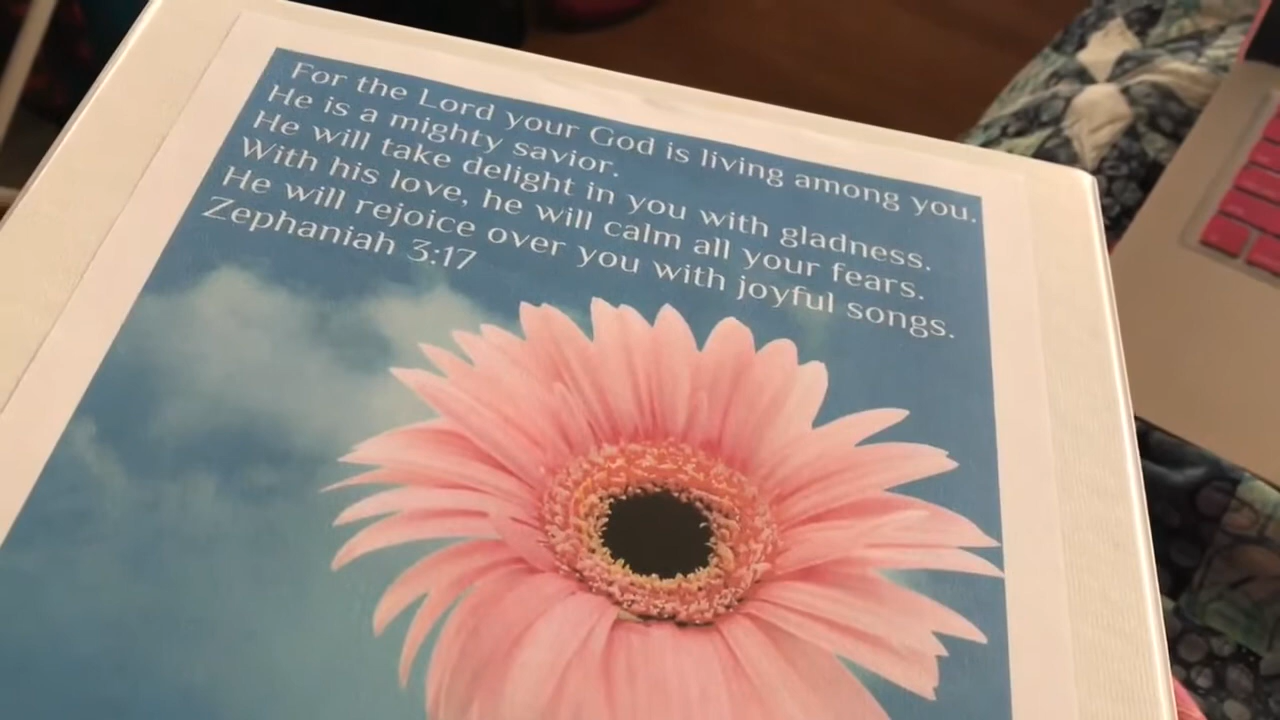 For the Lord your God is living among you.
He is a mighty savior.
He will take delight in you with gladness.
With his love, he will calm all your fears.
He will rejoice over you with joyful songs.
Zephaniah 3:17